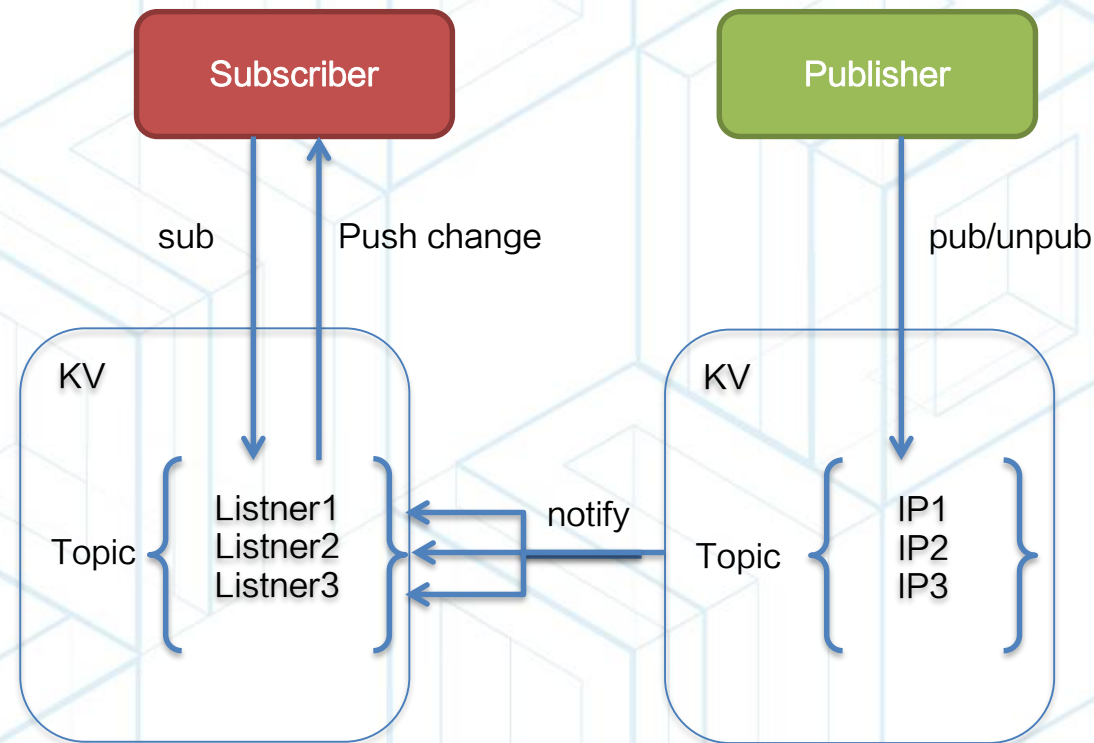 Subscriber
Publisher
sub
Push change
pub/unpub
KV
KV
Topic
Listner1
Listner2
Listner3
notify
Topic
IP1
IP2
IP3